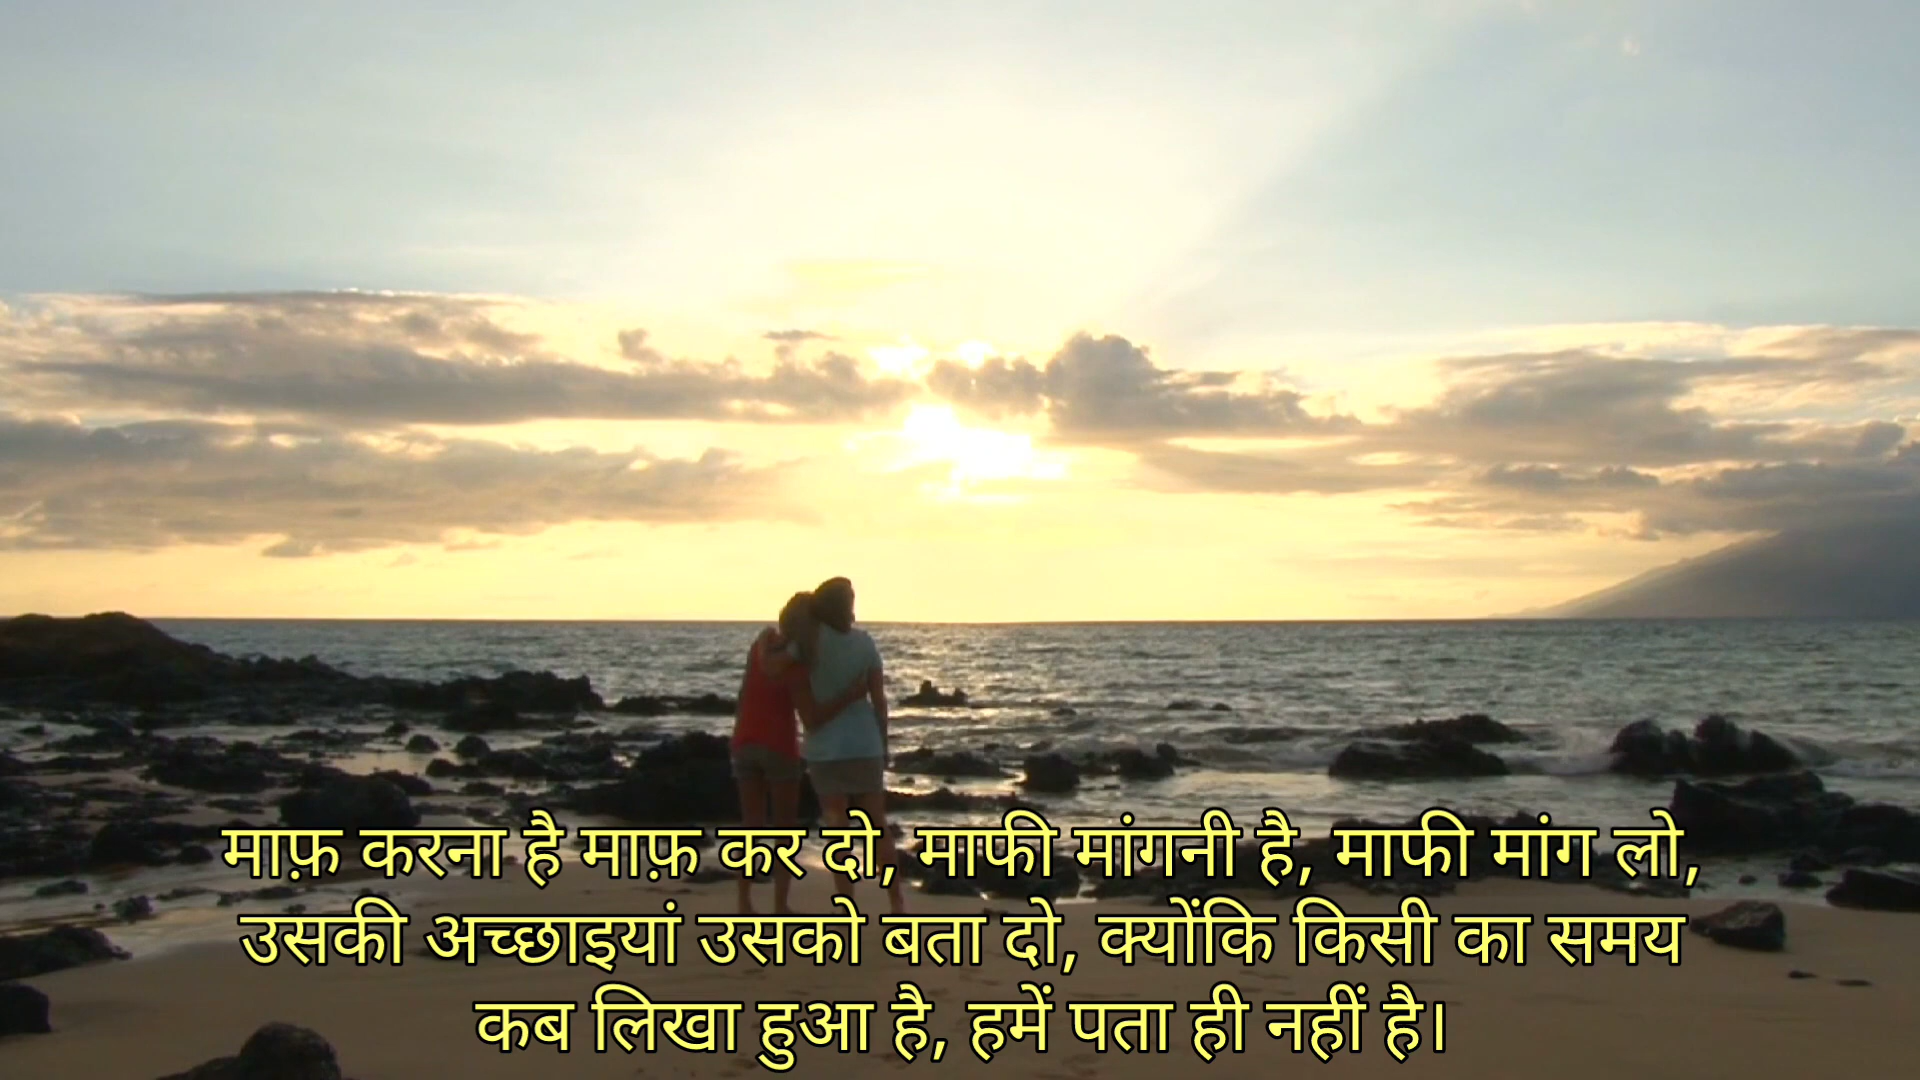 माफ़ करना है माफ़ कर दो, माफी मांगनी है, माफी मांग लो,
उसकी अच्छाइयां उसको बता दो, क्योंकि किसी का समय
कब लिखा हुआ है, हमें पता ही नहीं है।